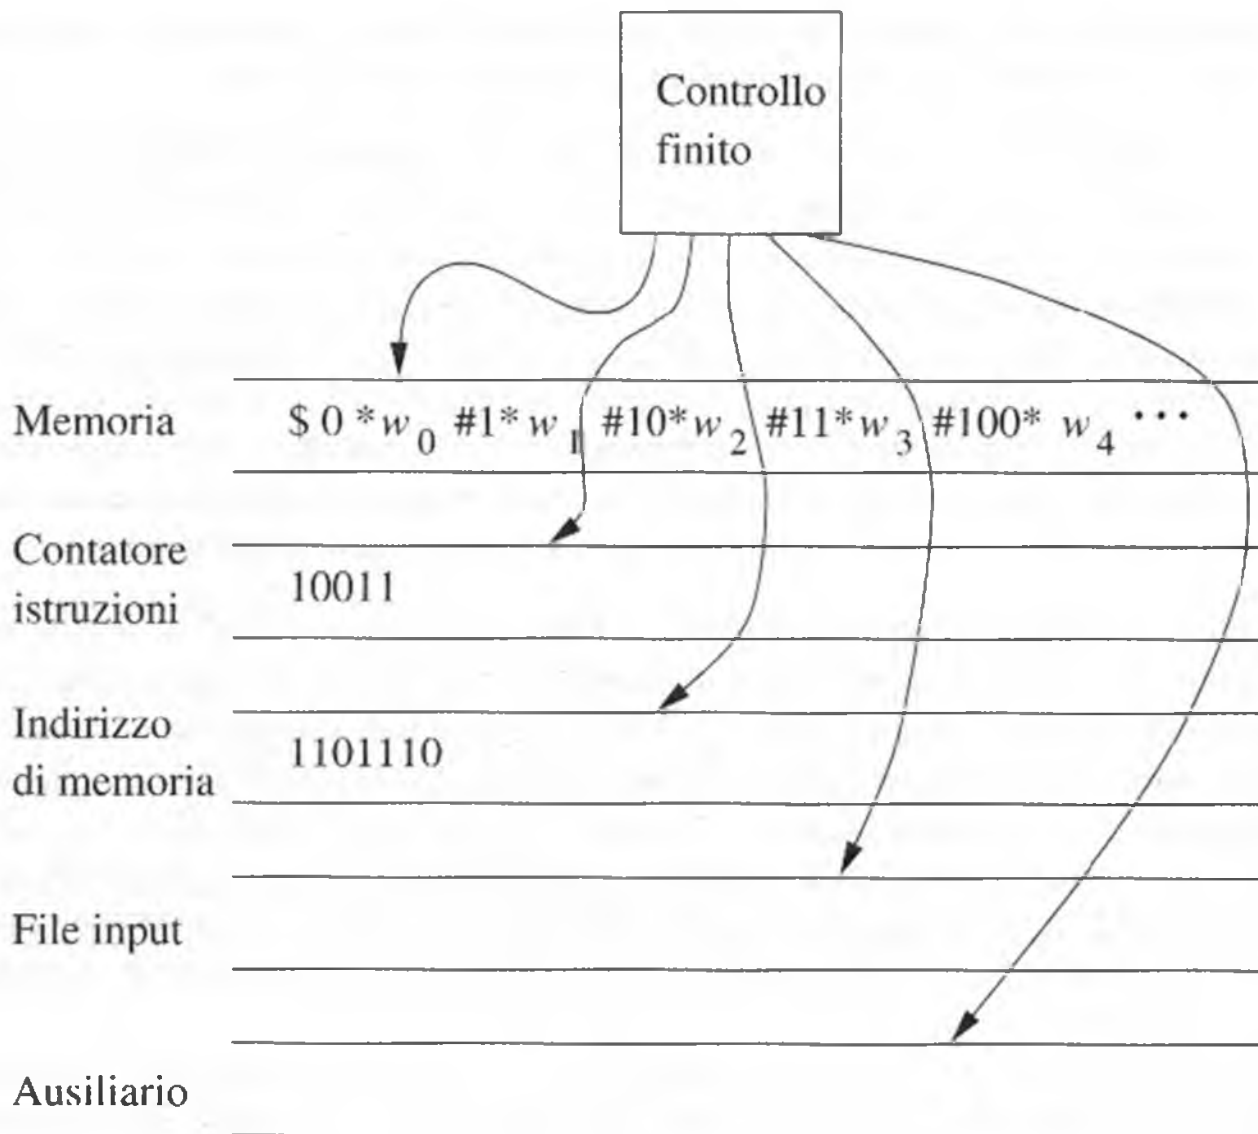 Controllo
finito
Memoria
$ 0 * w0 #1* w1 #10*w2 #11*w3 #100* w4 ···
Contatore
istruzioni
10011
Indirizzo
di memoria
1101110
File input
Ausiliario